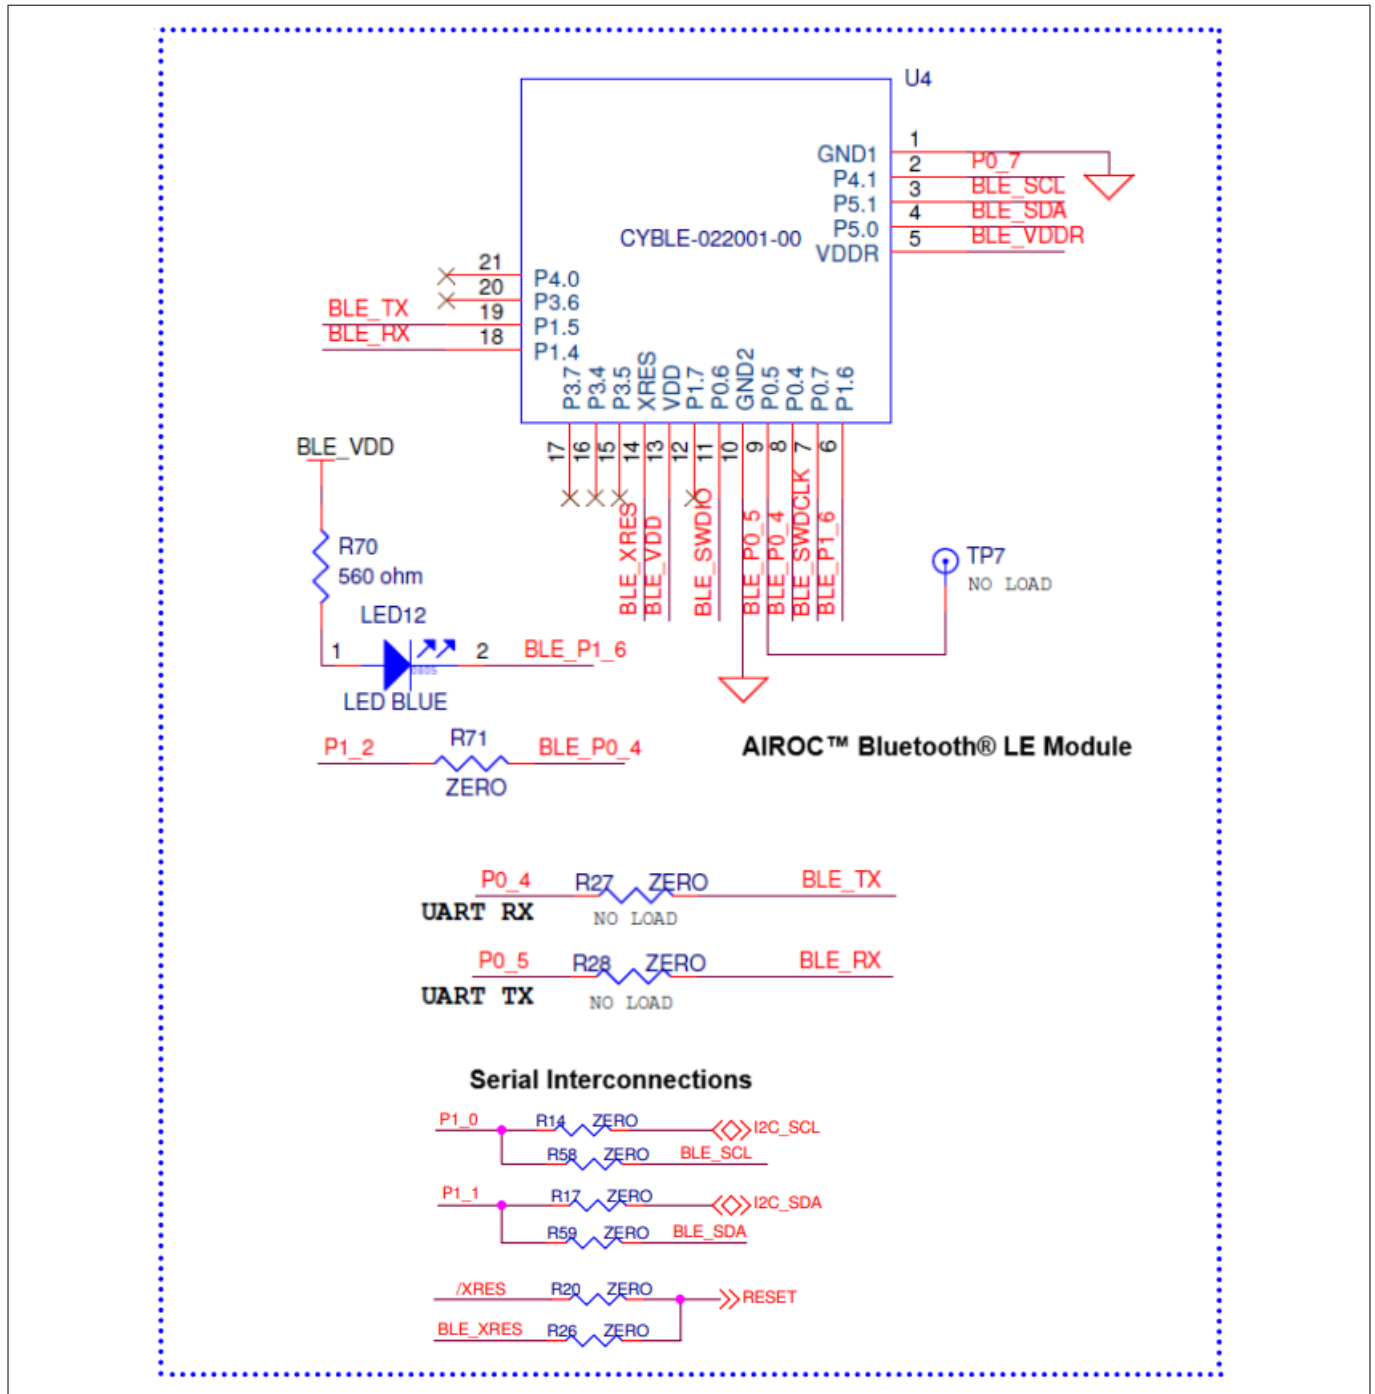 U4
1
GND1
2
P0_7
P4.1
3
BLE_SCL
P5.1
4
BLE_SDA
P5.0
5
BLE_VDDR
VDDR
CYBLE-022001-00
21
P4.0
20
P3.6
BLE_TX
19
P1.5
BLE_RX
18
P1.4
P3.7
P3.4
P3.5
XRES
VDD
P1.7
P0.6
GND2
P0.5
P0.4
P0.7
P1.6
17
16
15
14
13
12
11
10
9
8
7
6
BLE_XRES
BLE_VDD
BLE_SWDIO
BLE_P0_5
BLE_P0_4
BLE_SWDCLK
BLE_P1_6
BLE_VDD
R70
560 ohm
TP7
NO LOAD
LED12
1
2
BLE_P1_6
0805
LED BLUE
P1_2
R71
BLE_P0_4
ZERO
AIROC™ Bluetooth® LE Module
P0_4
R27
ZERO
BLE_TX
UART RX
NO LOAD
P0_5
R28
ZERO
BLE_RX
UART TX
NO LOAD
Serial Interconnections
P1_0
R14
ZERO
I2C_SCL
R58
ZERO
BLE_SCL
P1_1
R17
ZERO
I2C_SDA
R59
ZERO
BLE_SDA
/XRES
R20
ZERO
RESET
BLE_XRES
R26
ZERO